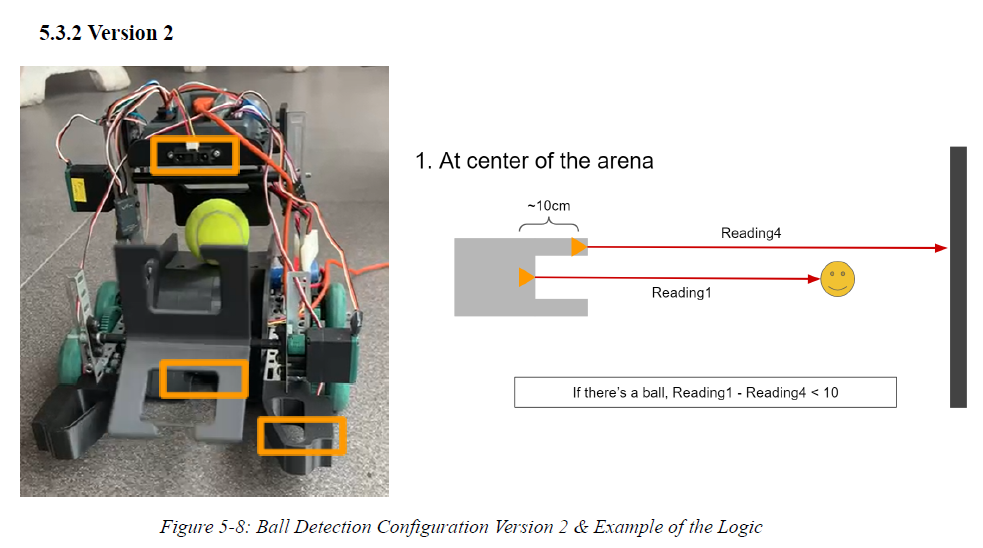 5.3.2 Version 2
1. At center of the arena
~10cm
Reading4
Reading1
If there's a ball, Reading1 - Reading4 < 10
Figure 5-8: Ball Detection Configuration Version 2 & Example of the Logic